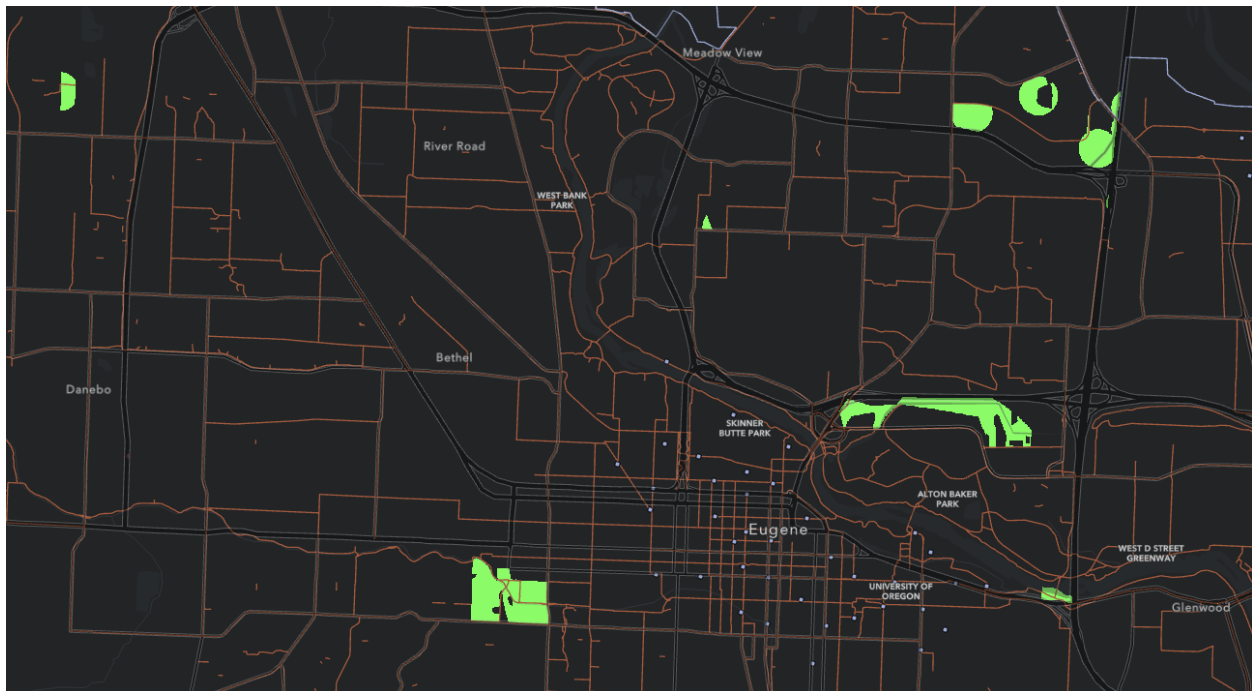 Meadow View
River Road
WEST BANK
PARK
Bethel
Danebo
SKINNER
BUTTE PARK
ALTON BAKER
PARK
Eugene
WEST D STREET
GREENWAY
UNIVERSITY OF
OREGON
Glenwood